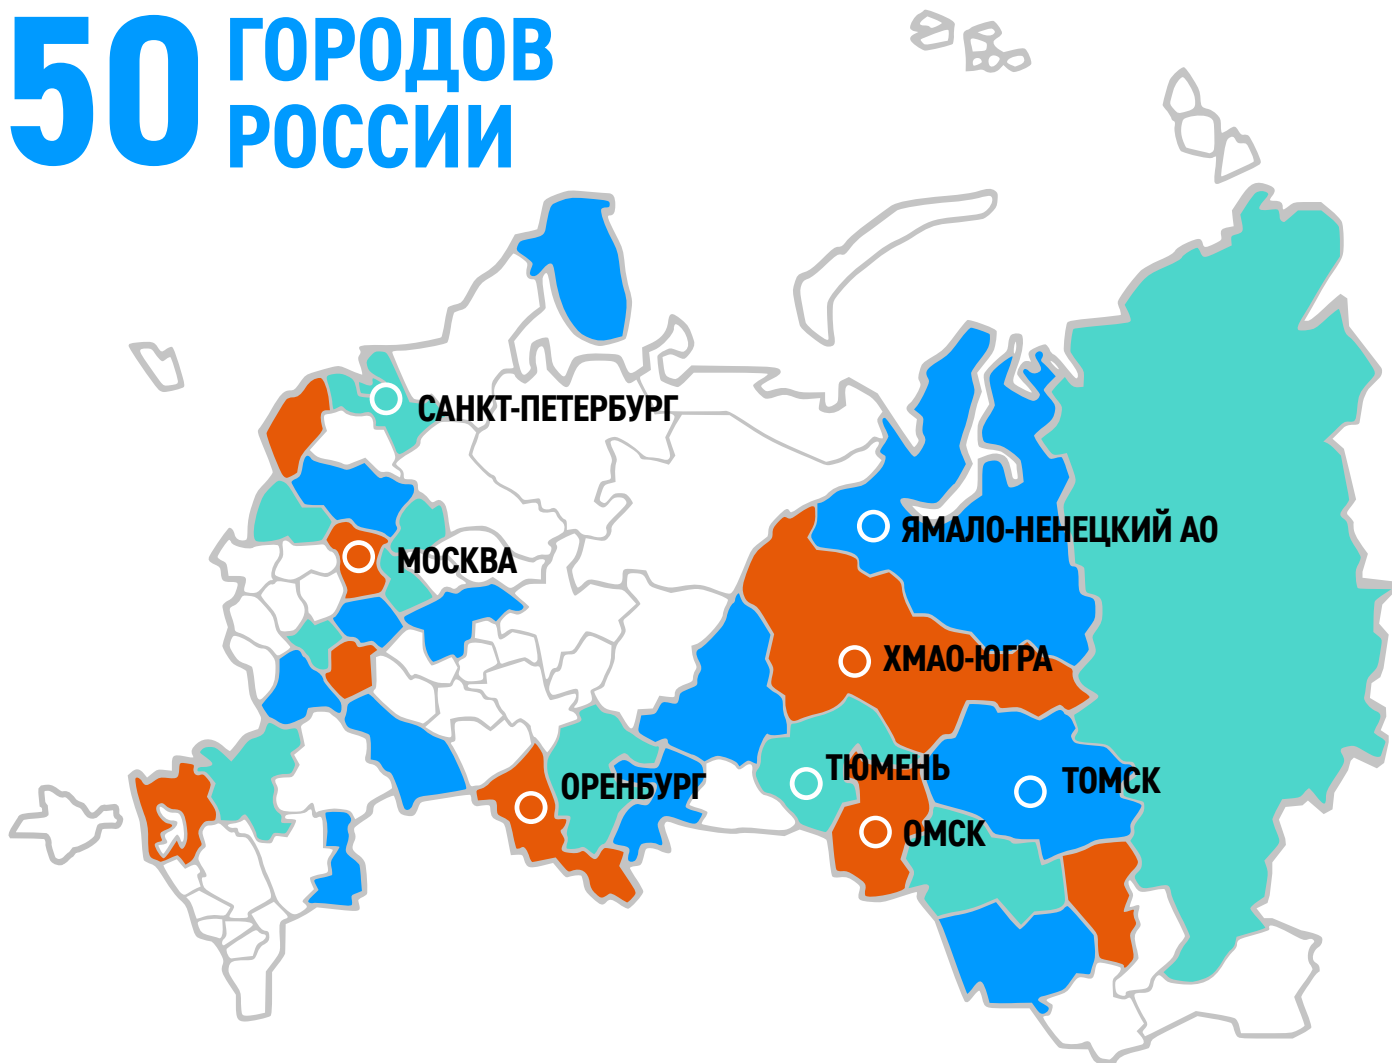 50 ГОРОДОВ
РОССИИ
САНКТ-ПЕТЕРБУРГ
ЯМАЛО-НЕНЕЦКИЙ АО
МОСКВА
ХМАО-ЮГРА
ТЮМЕНЬ
ОРЕНБУРГ
ТОМСК
ОМСК